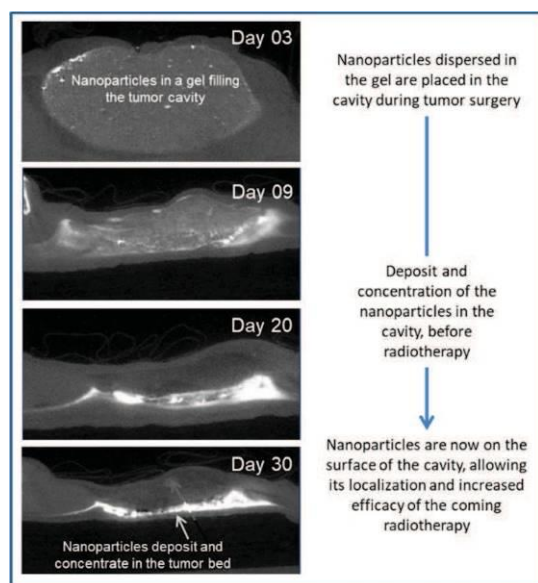 Day 03
Nanoparticles in a gel filling
the tumor cavity
Nanoparticles dispersed in
the gel are placed in the
cavity during tumor surgery
Day 09
Deposit and
concentration of the
nanoparticles in the
cavity, before
radiotherapy
Day 20
Day 30
Nanoparticles deposit and
concentrate in the tumor bed
Nanoparticles are now on the
surface of the cavity, allowing
its localization and increased
efficacy of the coming
radiotherapy